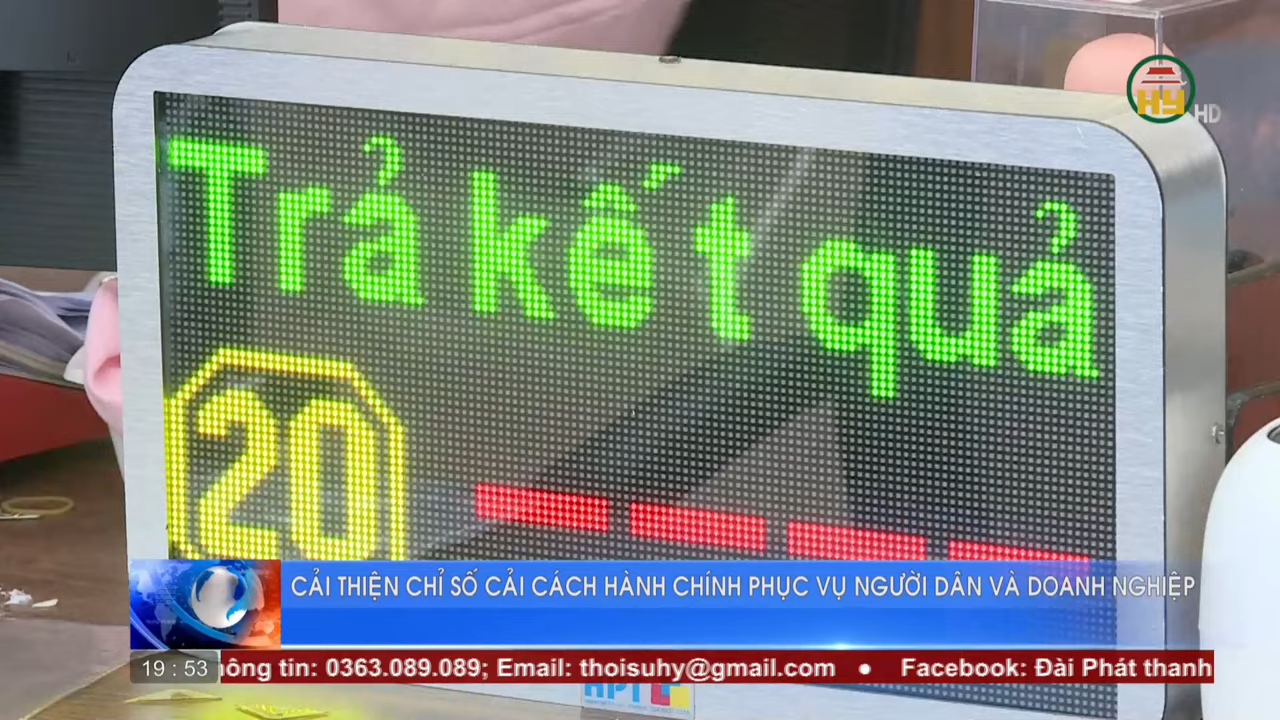 HY HD
Trả kết quả
20
CẢI THIỆN CHỈ SỐ CẢI CÁCH HÀNH CHÍNH PHỤC VỤ NGƯỜI DÂN VÀ DOANH NGHIỆP
19 : 53 hông tin: 0363.089.089; Email: thoisuhy@gmail.com ● Facebook: Đài Phát thanh